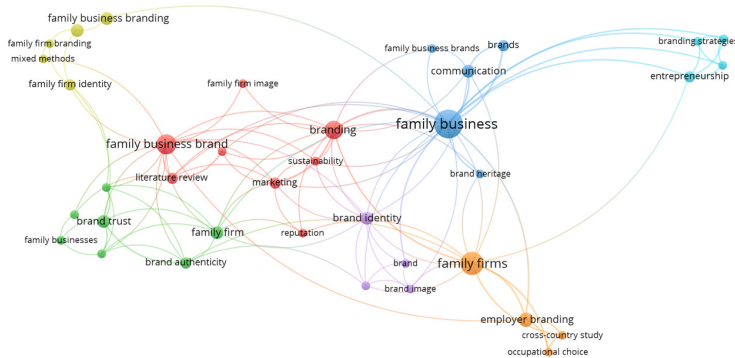 family business branding
family firm branding
mixed methods
family firm identity
family business brands
brands
communication
branding strategies
entrepreneurship
family firm image
family business
branding
family business brand
sustainability
literature review
marketing
brand heritage
brand trust
family businesses
family firm
brand authenticity
reputation
brand identity
brand
brand image
family firms
employer branding
cross-country study
occupational choice